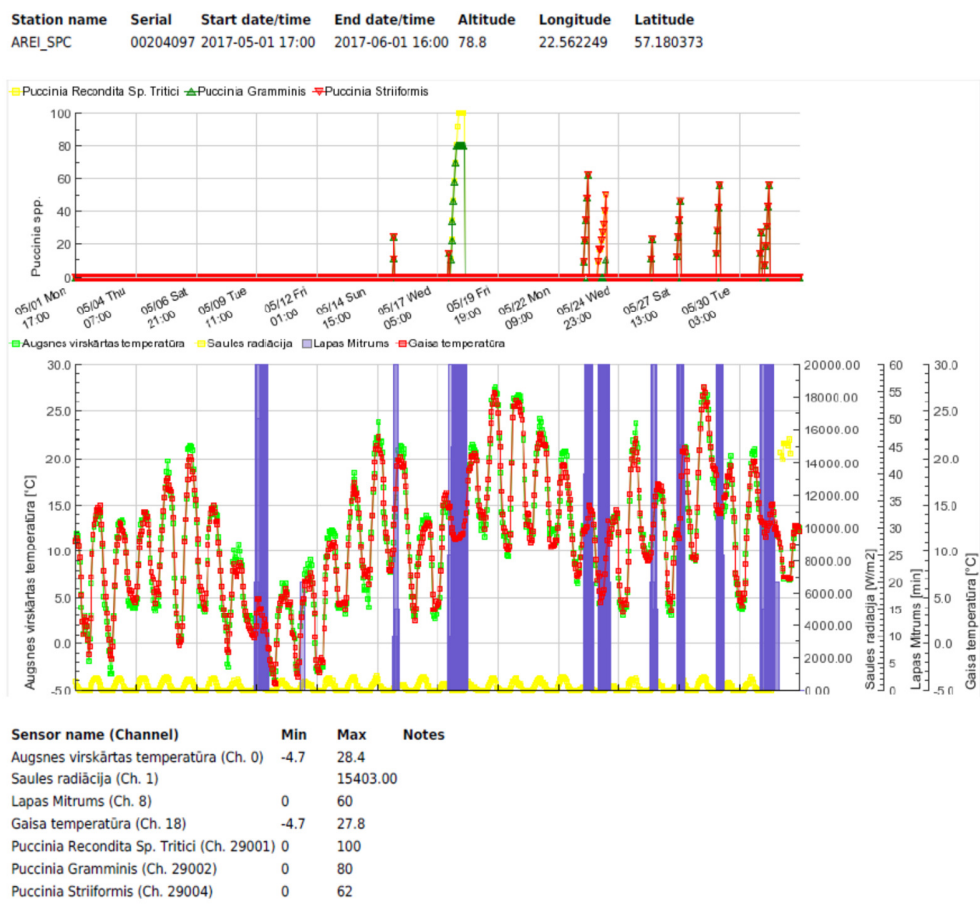 Station name Serial Start date/time End date/time Altitude Longitude Latitude
AREI_SPC 00204097 2017-05-01 17:00 2017-06-01 16:00 78.8 22.562249 57.180373
Puccinia Recondita Sp. Tritici Puccinia Gramminis Puccinia Striiformis
100
80
60
40
20
0
Puccinia spp.
05/01 Mon 17:00
05/04 Thu 07:00
05/06 Sat 21:00
05/09 Tue 11:00
05/12 Fri 01:00
05/14 Sun 15:00
05/17 Wed 05:00
05/19 Fri 19:00
05/22 Mon 09:00
05/24 Wed 23:00
05/27 Sat 13:00
05/30 Tue 03:00
Augsnes virskārtas temperatūra Saules radiācija Lapas Mitrums Gaisa temperatūra
30.0 20000.00 60 30.0
18000.00 55
25.0 50 25.0
16000.00
45
20.0 14000.00 20.0
40
12000.00
15.0 35 15.0
10000.00 30
10.0 25 10.0
8000.00
20
5.0 6000.00 5.0
15
4000.00
0.0 10 0.0
2000.00 5
-5.0 0.00 0 -5.0
Augsnes virskārtas temperatūra [°C]
Saules radiācija [W/m2]
Lapas Mitrums [min]
Gaisa temperatūra [°C]
Sensor name (Channel) Min Max Notes
Augsnes virskārtas temperatūra (Ch. 0) -4.7 28.4
Saules radiācija (Ch. 1) 15403.00
Lapas Mitrums (Ch. 8) 0 60
Gaisa temperatūra (Ch. 18) -4.7 27.8
Puccinia Recondita Sp. Tritici (Ch. 29001) 0 100
Puccinia Gramminis (Ch. 29002) 0 80
Puccinia Striiformis (Ch. 29004) 0 62